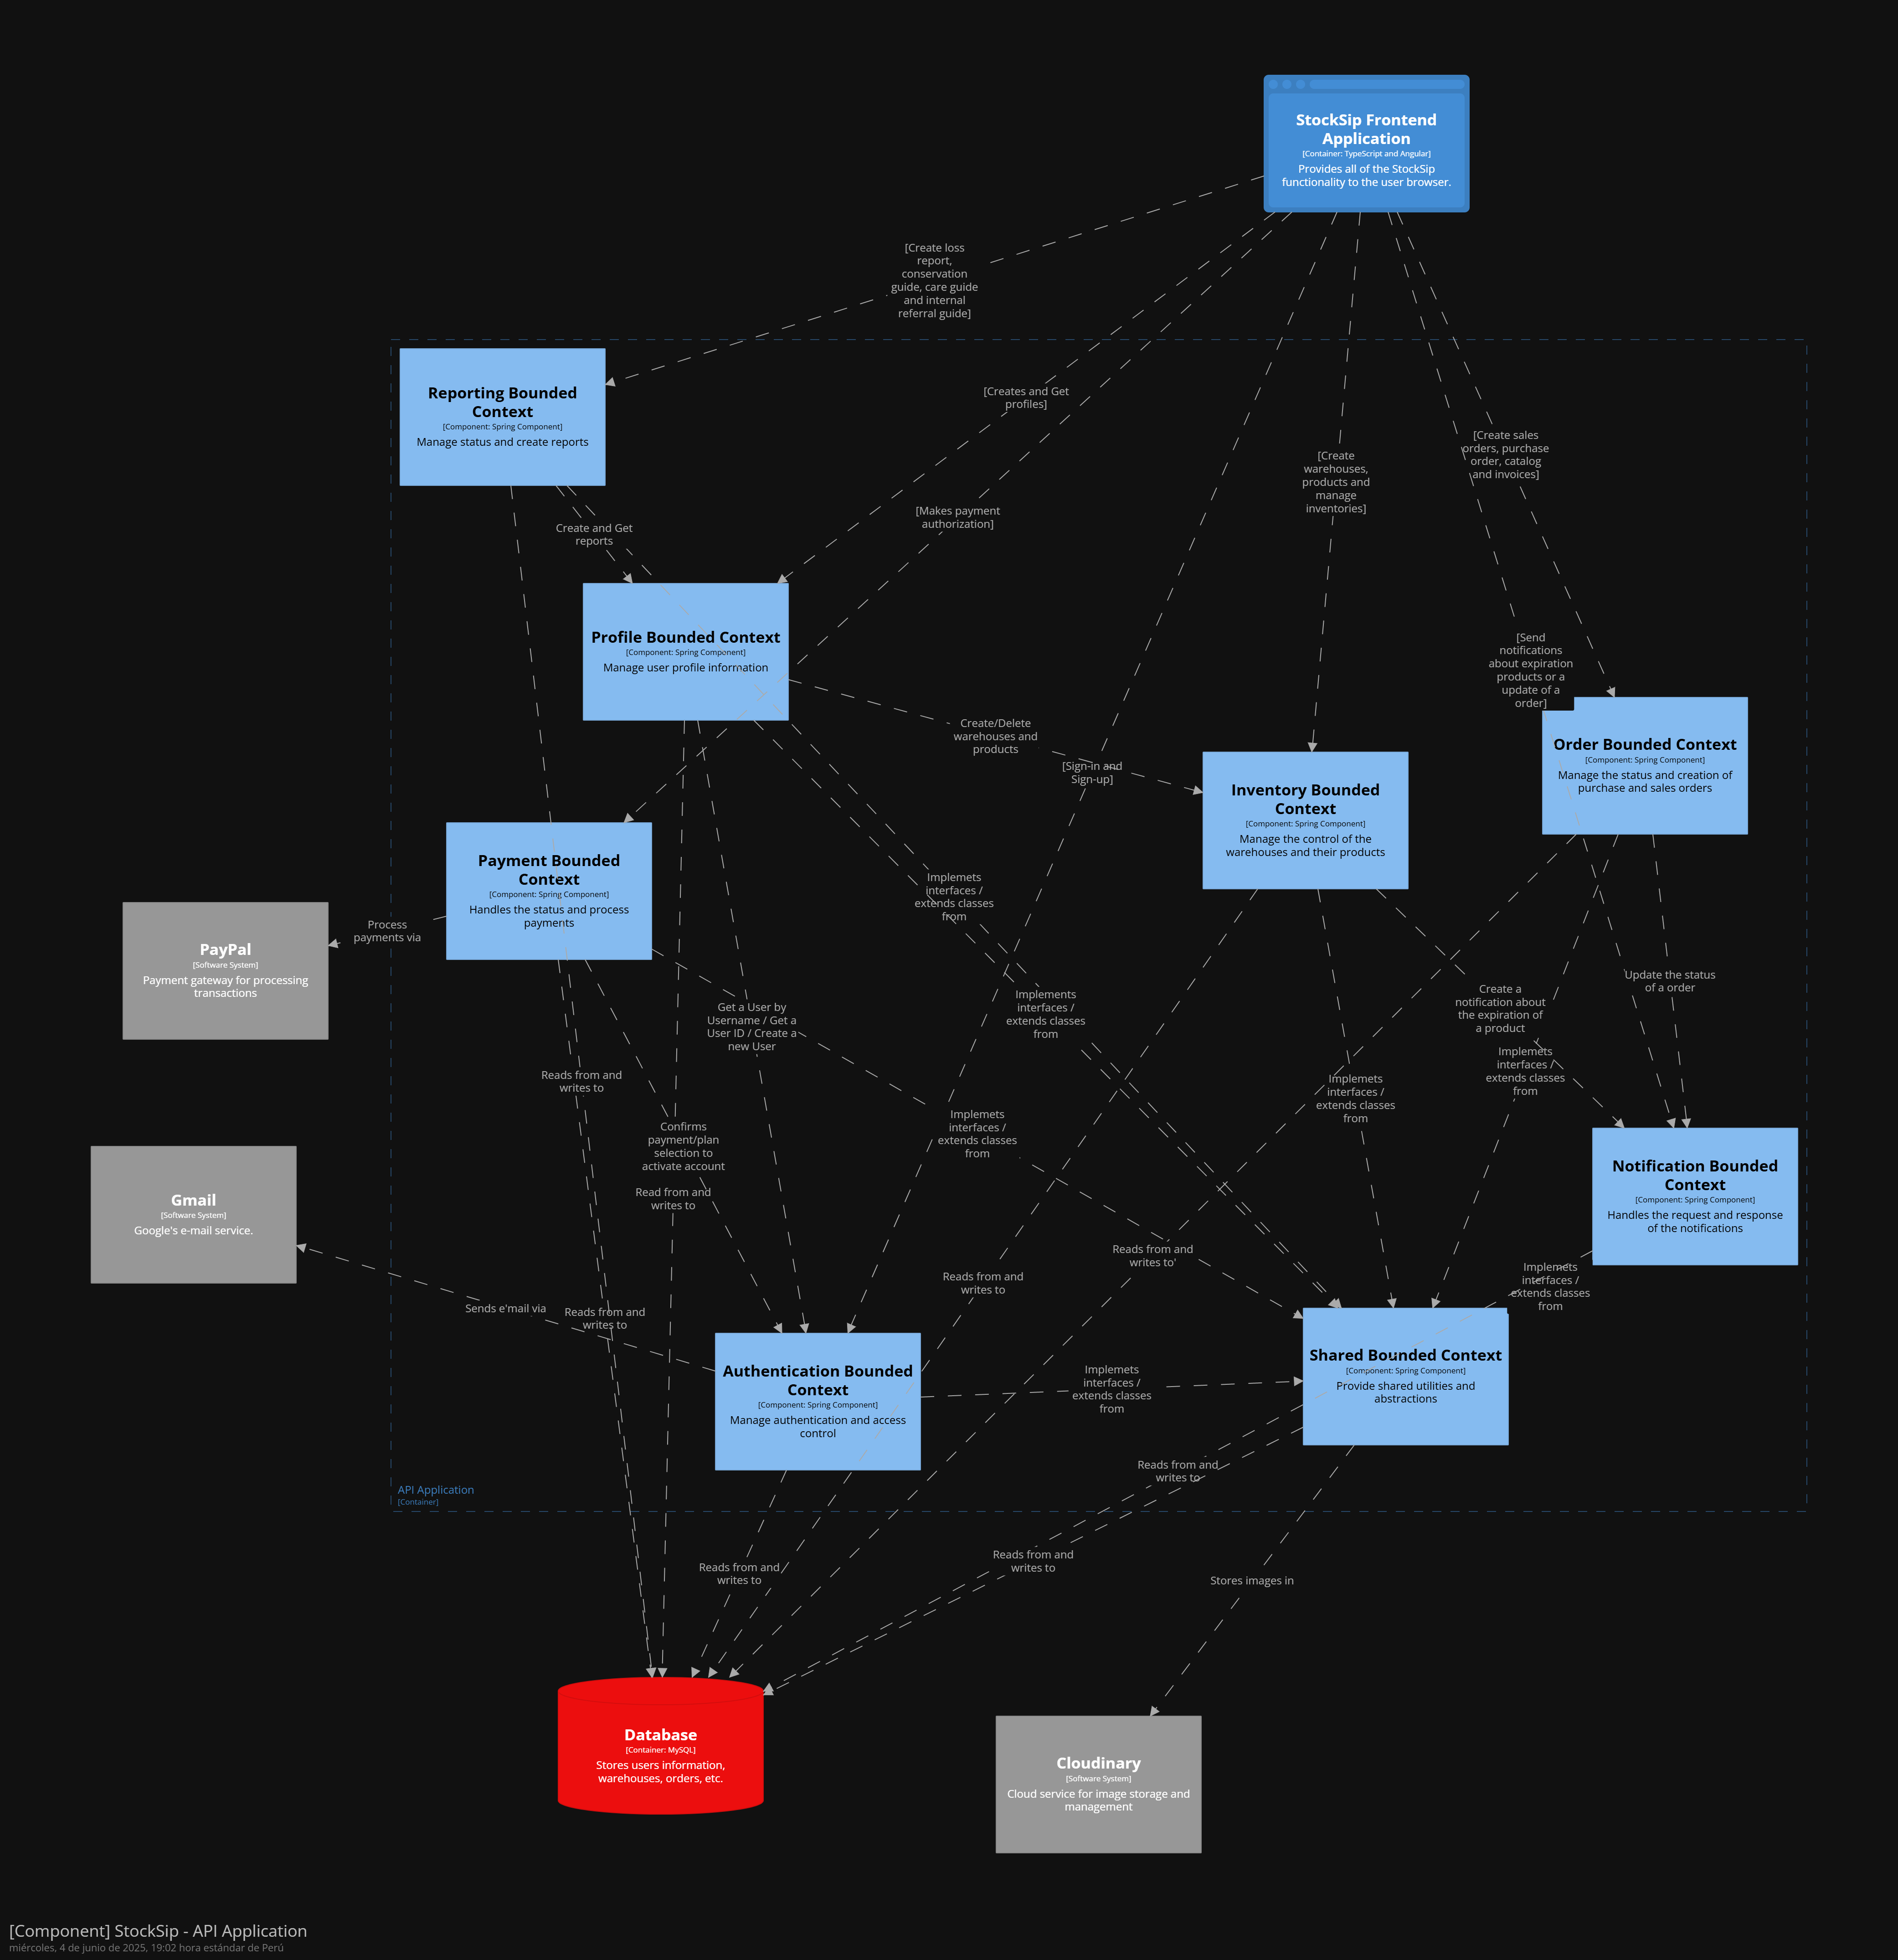 StockSip Frontend
Application
[Container: TypeScript and Angular]
Provides all of the StockSip
functionality to the user browser.
[Create loss
report,
conservation
guide, care guide
and internal
referral guide]
Reporting Bounded
Context
[Component: Spring Component]
Manage status and create reports
[Creates and Get
profiles]
[Create sales
orders, purchase
order, catalog
and invoices]
[Create
warehouses,
products and
manage
inventories]
[Makes payment
authorization]
Create and Get
reports
Profile Bounded Context
[Component: Spring Component]
Manage user profile information
[Send
notifications
about expiration
products or a
update of a
order]
Create/Delete
warehouses and
products
[Sign-in and
Sign-up]
Order Bounded Context
[Component: Spring Component]
Manage the status and creation of
purchase and sales orders
Inventory Bounded
Context
[Component: Spring Component]
Manage the control of the
warehouses and their products
Payment Bounded
Context
[Component: Spring Component]
Handles the status and process
payments
Implemets
interfaces /
extends classes
from
Process
payments via
PayPal
[Software System]
Payment gateway for processing
transactions
Update the status
of a order
Create a
notification about
the expiration of
a product
Implements
interfaces /
extends classes
from
Get a User by
Username / Get a
User ID / Create a
new User
Implemets
interfaces /
extends classes
from
Reads from and
writes to
Implemets
interfaces /
extends classes
from
Implemets
interfaces /
extends classes
from
Confirms
payment/plan
selection to
activate account
Read from and
writes to
Notification Bounded
Context
[Component: Spring Component]
Handles the request and response
of the notifications
Gmail
[Software System]
Google's e-mail service.
Reads from and
writes to'
Implemets
interfaces /
extends classes
from
Reads from and
writes to
Sends e'mail via
Reads from and
writes to
Authentication Bounded
Context
[Component: Spring Component]
Manage authentication and access
control
Implemets
interfaces /
extends classes
from
Shared Bounded Context
[Component: Spring Component]
Provide shared utilities and
abstractions
Reads from and
writes to
API Application
[Container]
Reads from and
writes to
Reads from and
writes to
Stores images in
Database
[Container: MySQL]
Stores users information,
warehouses, orders, etc.
Cloudinary
[Software System]
Cloud service for image storage and
management
[Component] StockSip - API Application
miércoles, 4 de junio de 2025, 19:02 hora estándar de Perú